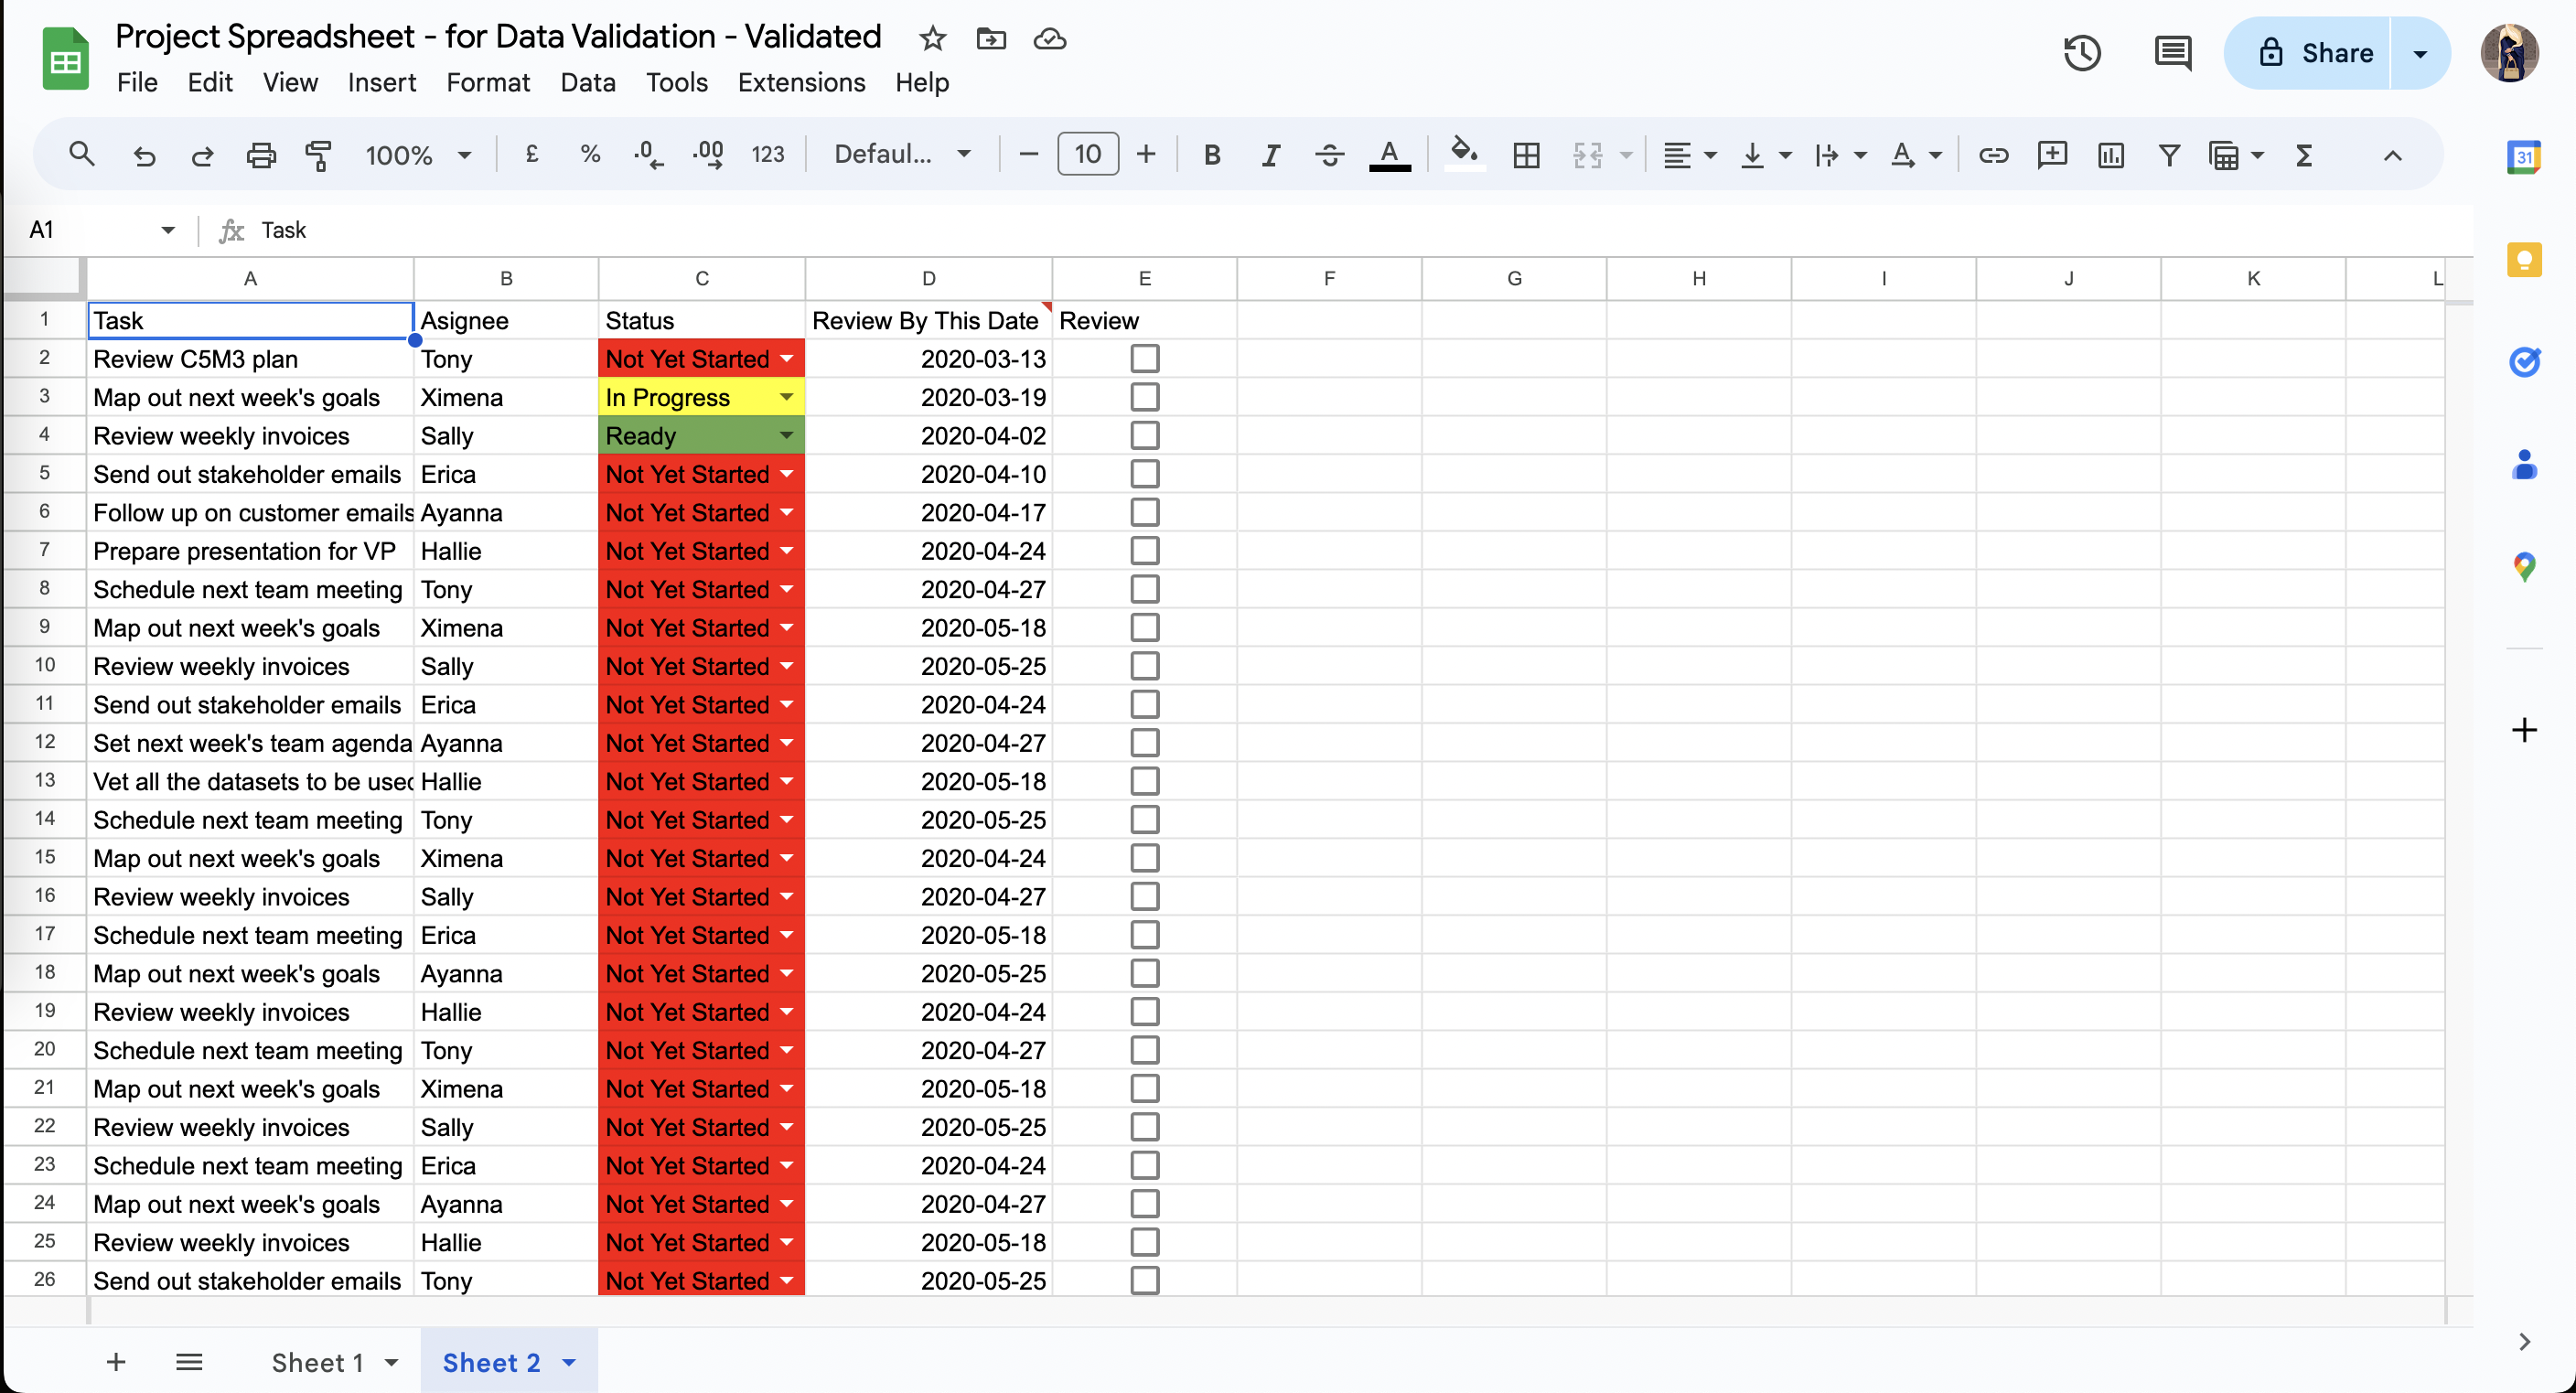 Project Spreadsheet - for Data Validation - Validated
File Edit View Insert Format Data Tools Extensions Help
Share
100% £ % .0 .00 123 Defaul... 10 B I A A Σ
31
A1 fx Task
A B C D E F G H I J K L
1 Task Asignee Status Review By This Date Review
2 Review C5M3 plan Tony Not Yet Started 2020-03-13
3 Map out next week's goals Ximena In Progress 2020-03-19
4 Review weekly invoices Sally Ready 2020-04-02
5 Send out stakeholder emails Erica Not Yet Started 2020-04-10
6 Follow up on customer emails Ayanna Not Yet Started 2020-04-17
7 Prepare presentation for VP Hallie Not Yet Started 2020-04-24
8 Schedule next team meeting Tony Not Yet Started 2020-04-27
9 Map out next week's goals Ximena Not Yet Started 2020-05-18
10 Review weekly invoices Sally Not Yet Started 2020-05-25
11 Send out stakeholder emails Erica Not Yet Started 2020-04-24
12 Set next week's team agenda Ayanna Not Yet Started 2020-04-27
13 Vet all the datasets to be used Hallie Not Yet Started 2020-05-18
14 Schedule next team meeting Tony Not Yet Started 2020-05-25
15 Map out next week's goals Ximena Not Yet Started 2020-04-24
16 Review weekly invoices Sally Not Yet Started 2020-04-27
17 Schedule next team meeting Erica Not Yet Started 2020-05-18
18 Map out next week's goals Ayanna Not Yet Started 2020-05-25
19 Review weekly invoices Hallie Not Yet Started 2020-04-24
20 Schedule next team meeting Tony Not Yet Started 2020-04-27
21 Map out next week's goals Ximena Not Yet Started 2020-05-18
22 Review weekly invoices Sally Not Yet Started 2020-05-25
23 Schedule next team meeting Erica Not Yet Started 2020-04-24
24 Map out next week's goals Ayanna Not Yet Started 2020-04-27
25 Review weekly invoices Hallie Not Yet Started 2020-05-18
26 Send out stakeholder emails Tony Not Yet Started 2020-05-25
Sheet 1 Sheet 2